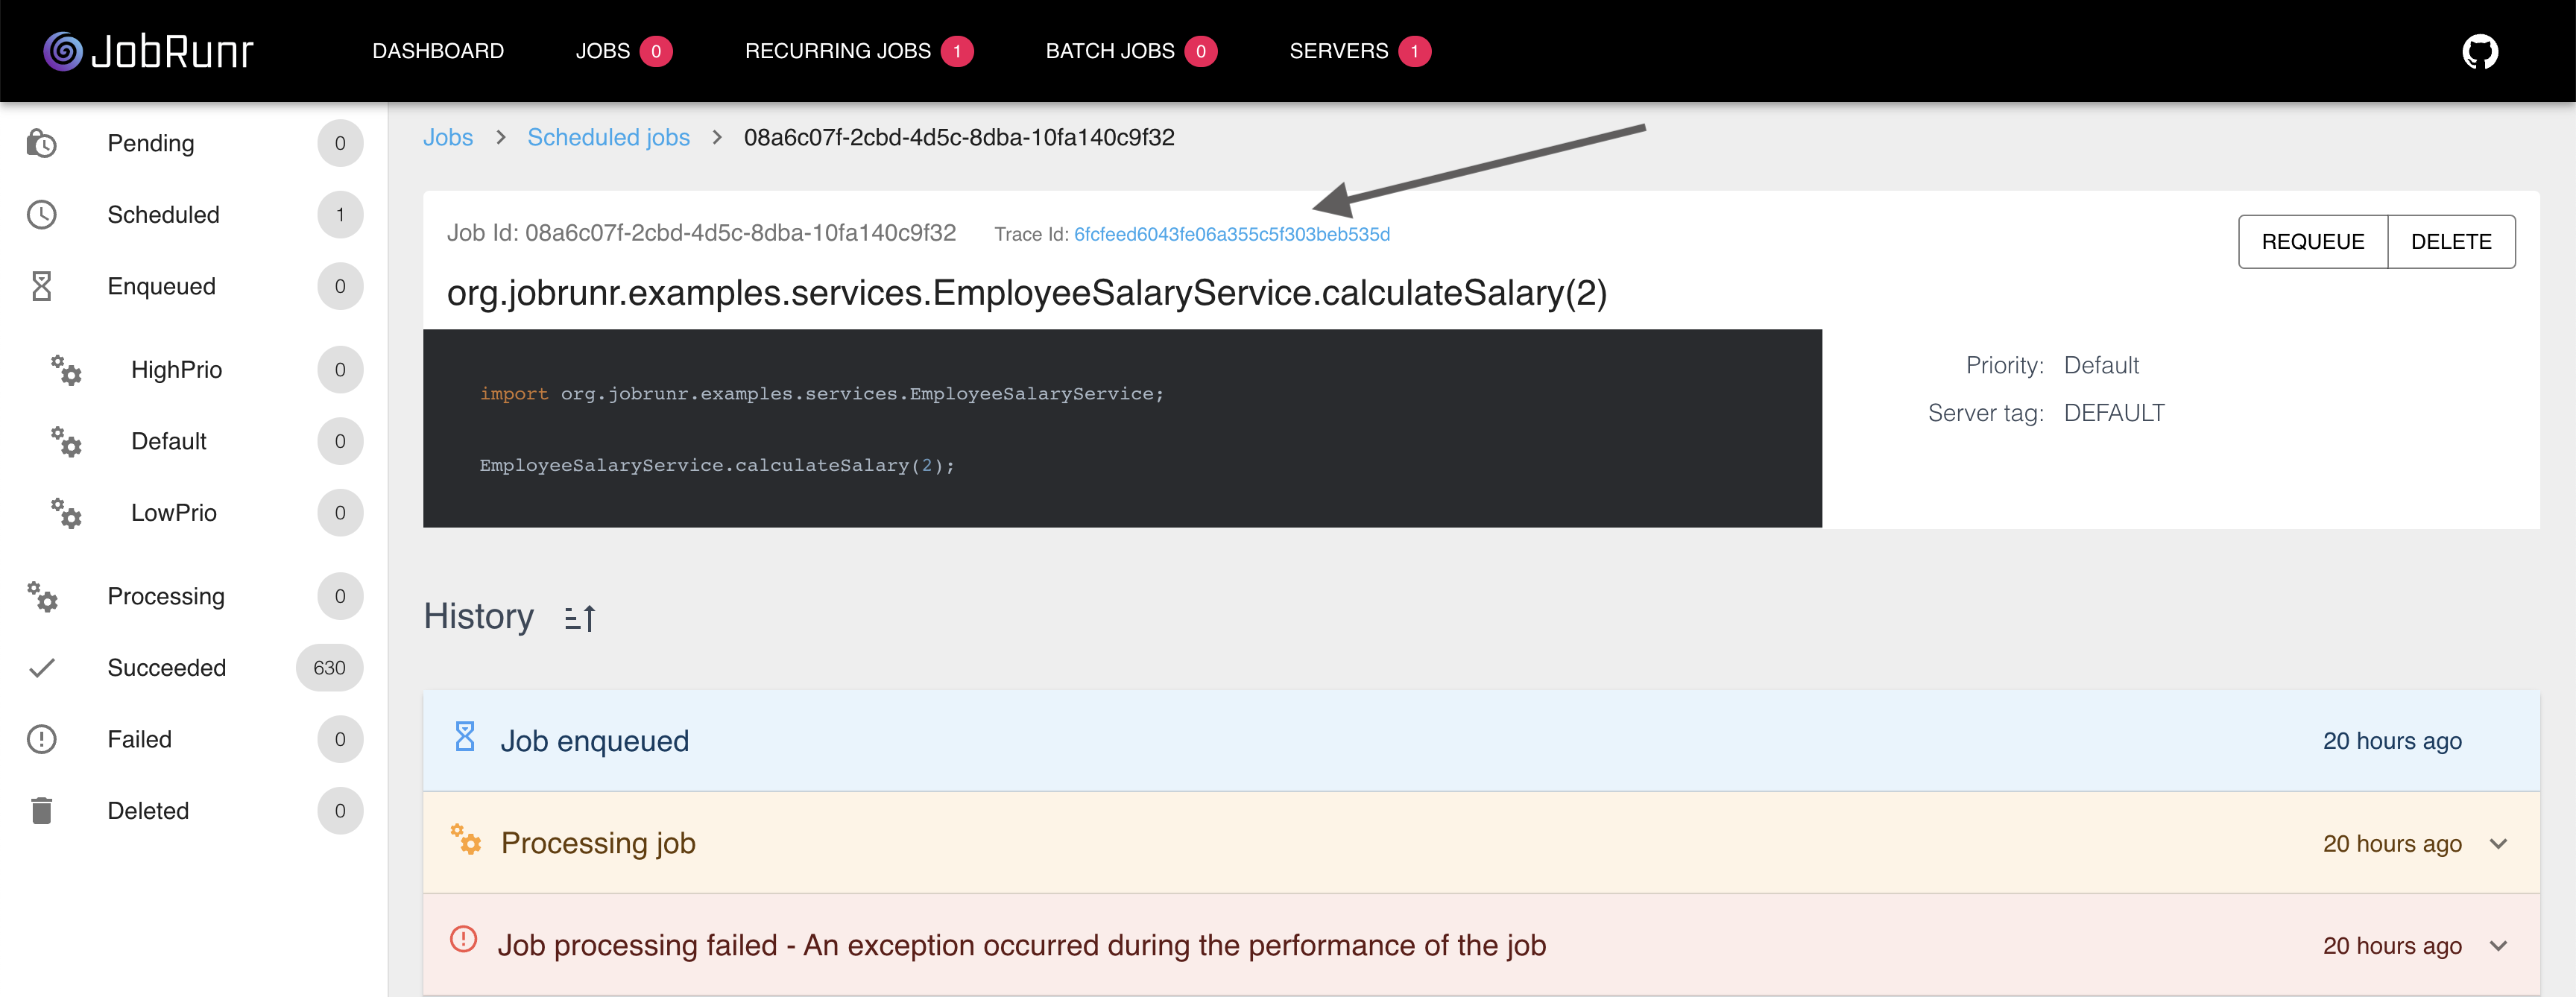 JobRunr
DASHBOARD
JOBS 0
RECURRING JOBS 1
BATCH JOBS 0
SERVERS 1
Pending 0
Scheduled 1
Enqueued 0
HighPrio 0
Default 0
LowPrio 0
Processing 0
Succeeded 630
Failed 0
Deleted 0
Jobs > Scheduled jobs > 08a6c07f-2cbd-4d5c-8dba-10fa140c9f32
Job Id: 08a6c07f-2cbd-4d5c-8dba-10fa140c9f32 Trace Id: 6fcfeed6043fe06a355c5f303beb535d
REQUEUE DELETE
org.jobrunr.examples.services.EmployeeSalaryService.calculateSalary(2)
import org.jobrunr.examples.services.EmployeeSalaryService;
EmployeeSalaryService.calculateSalary(2);
Priority: Default
Server tag: DEFAULT
History
Job enqueued 20 hours ago
Processing job 20 hours ago
Job processing failed - An exception occurred during the performance of the job 20 hours ago